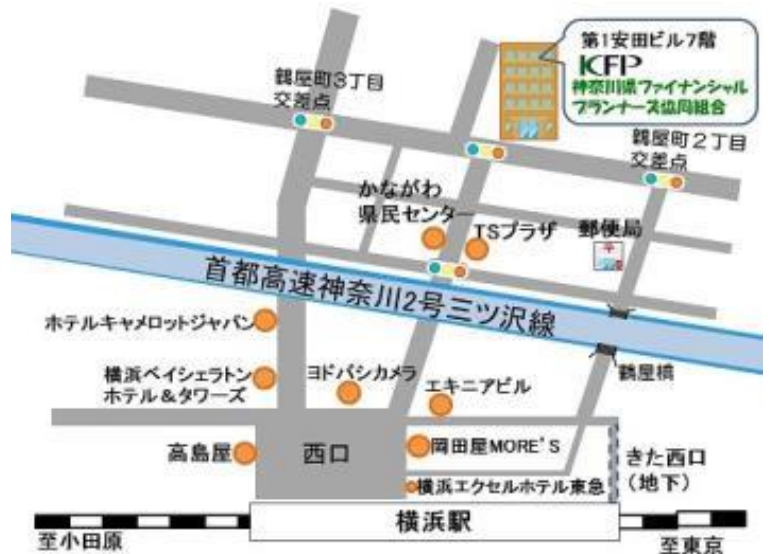 第1安田ビル7階
KFP
神奈川県ファイナンシャル
プランナーズ協同組合
鶴屋町3丁目
交差点
鶴屋町2丁目
交差点
かながわ
県民センター
TSプラザ
郵便局
首都高速神奈川2号三ツ沢線
ホテルキャメロットジャパン
横浜ベイシェラトン
ホテル&タワーズ
ヨドバシカメラ
エキニアビル
鶴屋橋
高島屋
西口
岡田屋MORE'S
きた西口
(地下)
横浜エクセルホテル東急
横浜駅
至小田原
至東京